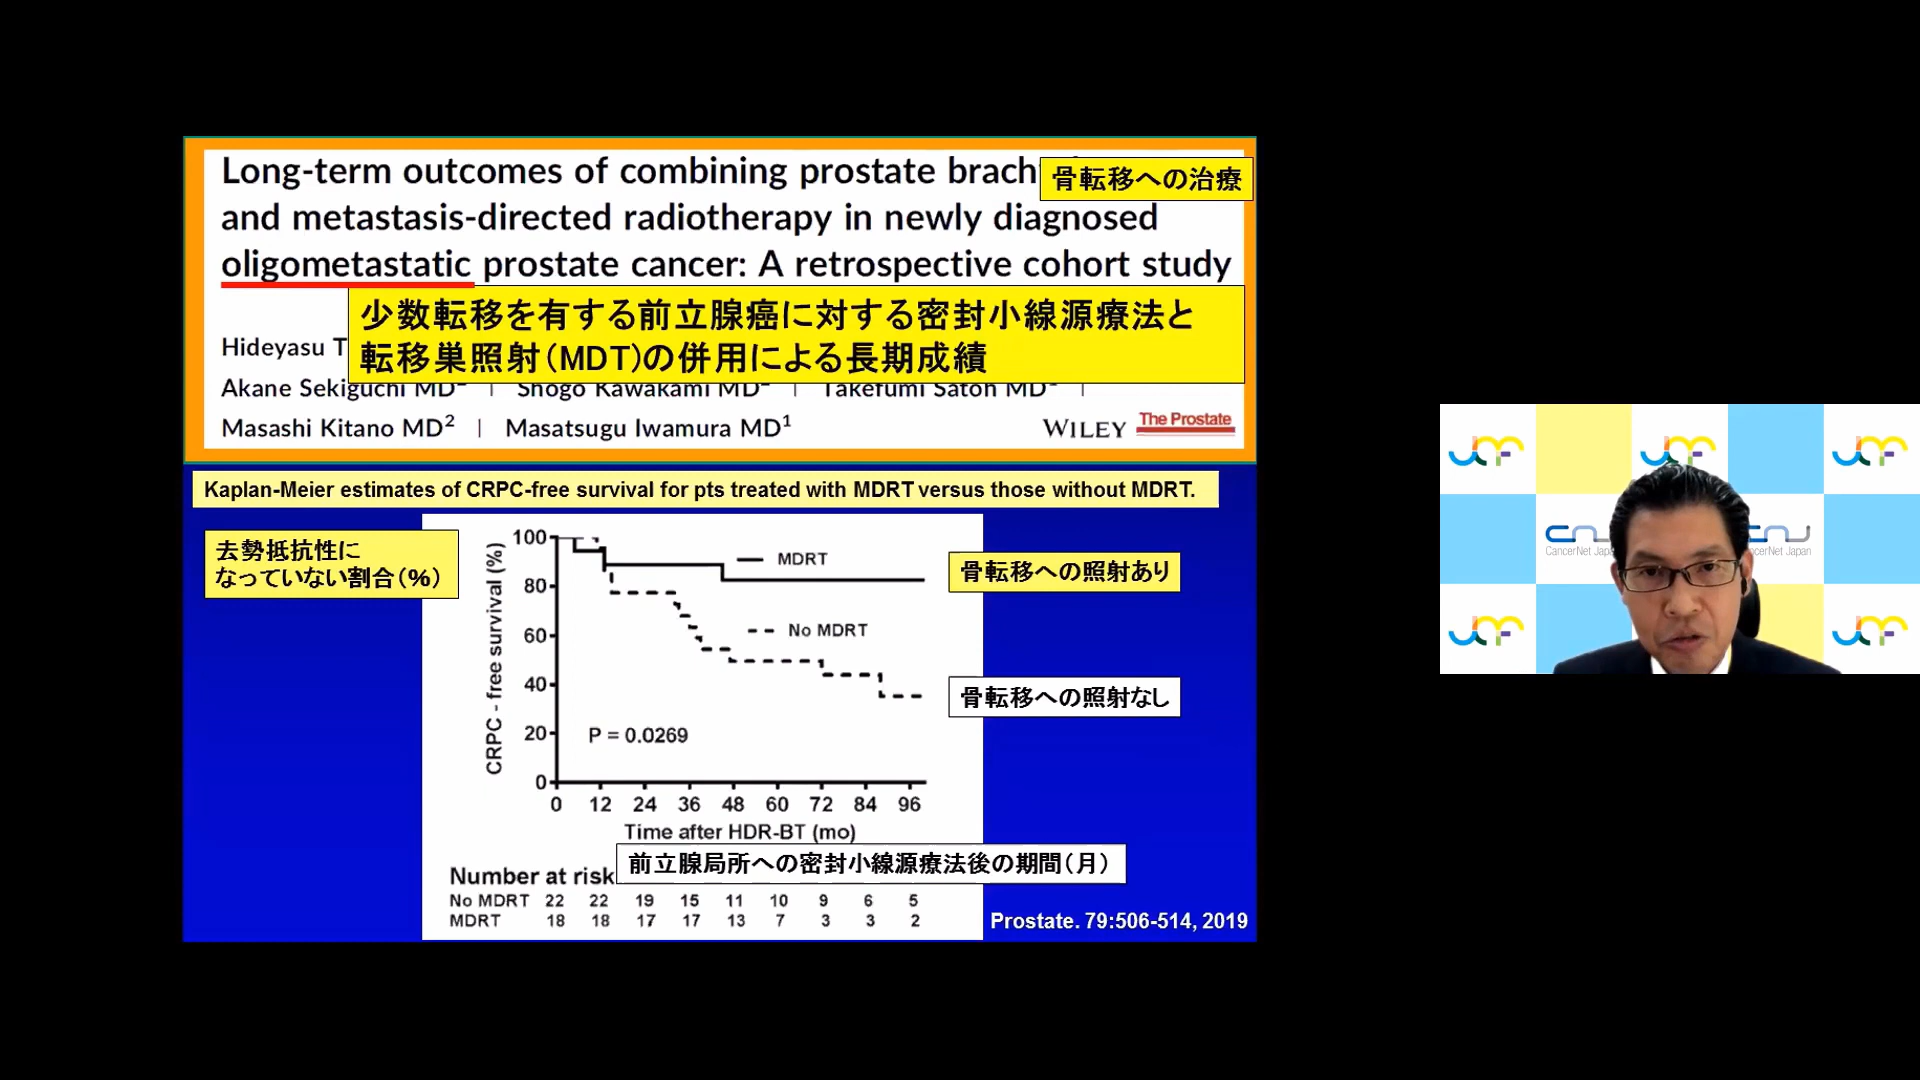 Long-term outcomes of combining prostate brach
骨転移への治療
and metastasis-directed radiotherapy in newly diagnosed
oligometastatic prostate cancer: A retrospective cohort study
少数転移を有する前立腺癌に対する密封小線源療法と
転移巣照射(MDT)の併用による長期成績
Hideyasu T
Akane Sekiguchi MD | Shogo Kawakami MD | Takefumi Satoh MD |
Masashi Kitano MD2 | Masatsugu Iwamura MD1
WILEY The Prostate
Kaplan-Meier estimates of CRPC-free survival for pts treated with MDRT versus those without MDRT.
去勢抵抗性に
なっていない割合(%)
CRPC - free survival (%)
100
80
60
40
20
0
MDRT
No MDRT
P = 0.0269
骨転移への照射あり
骨転移への照射なし
0 12 24 36 48 60 72 84 96
Time after HDR-BT (mo)
前立腺局所への密封小線源療法後の期間(月)
Number at risk
No MDRT 22 22 19 15 11 10 9 6 5
MDRT 18 18 17 17 13 7 3 3 2
Prostate. 79:506-514, 2019
CancerNet Japa
ncerNet Japan